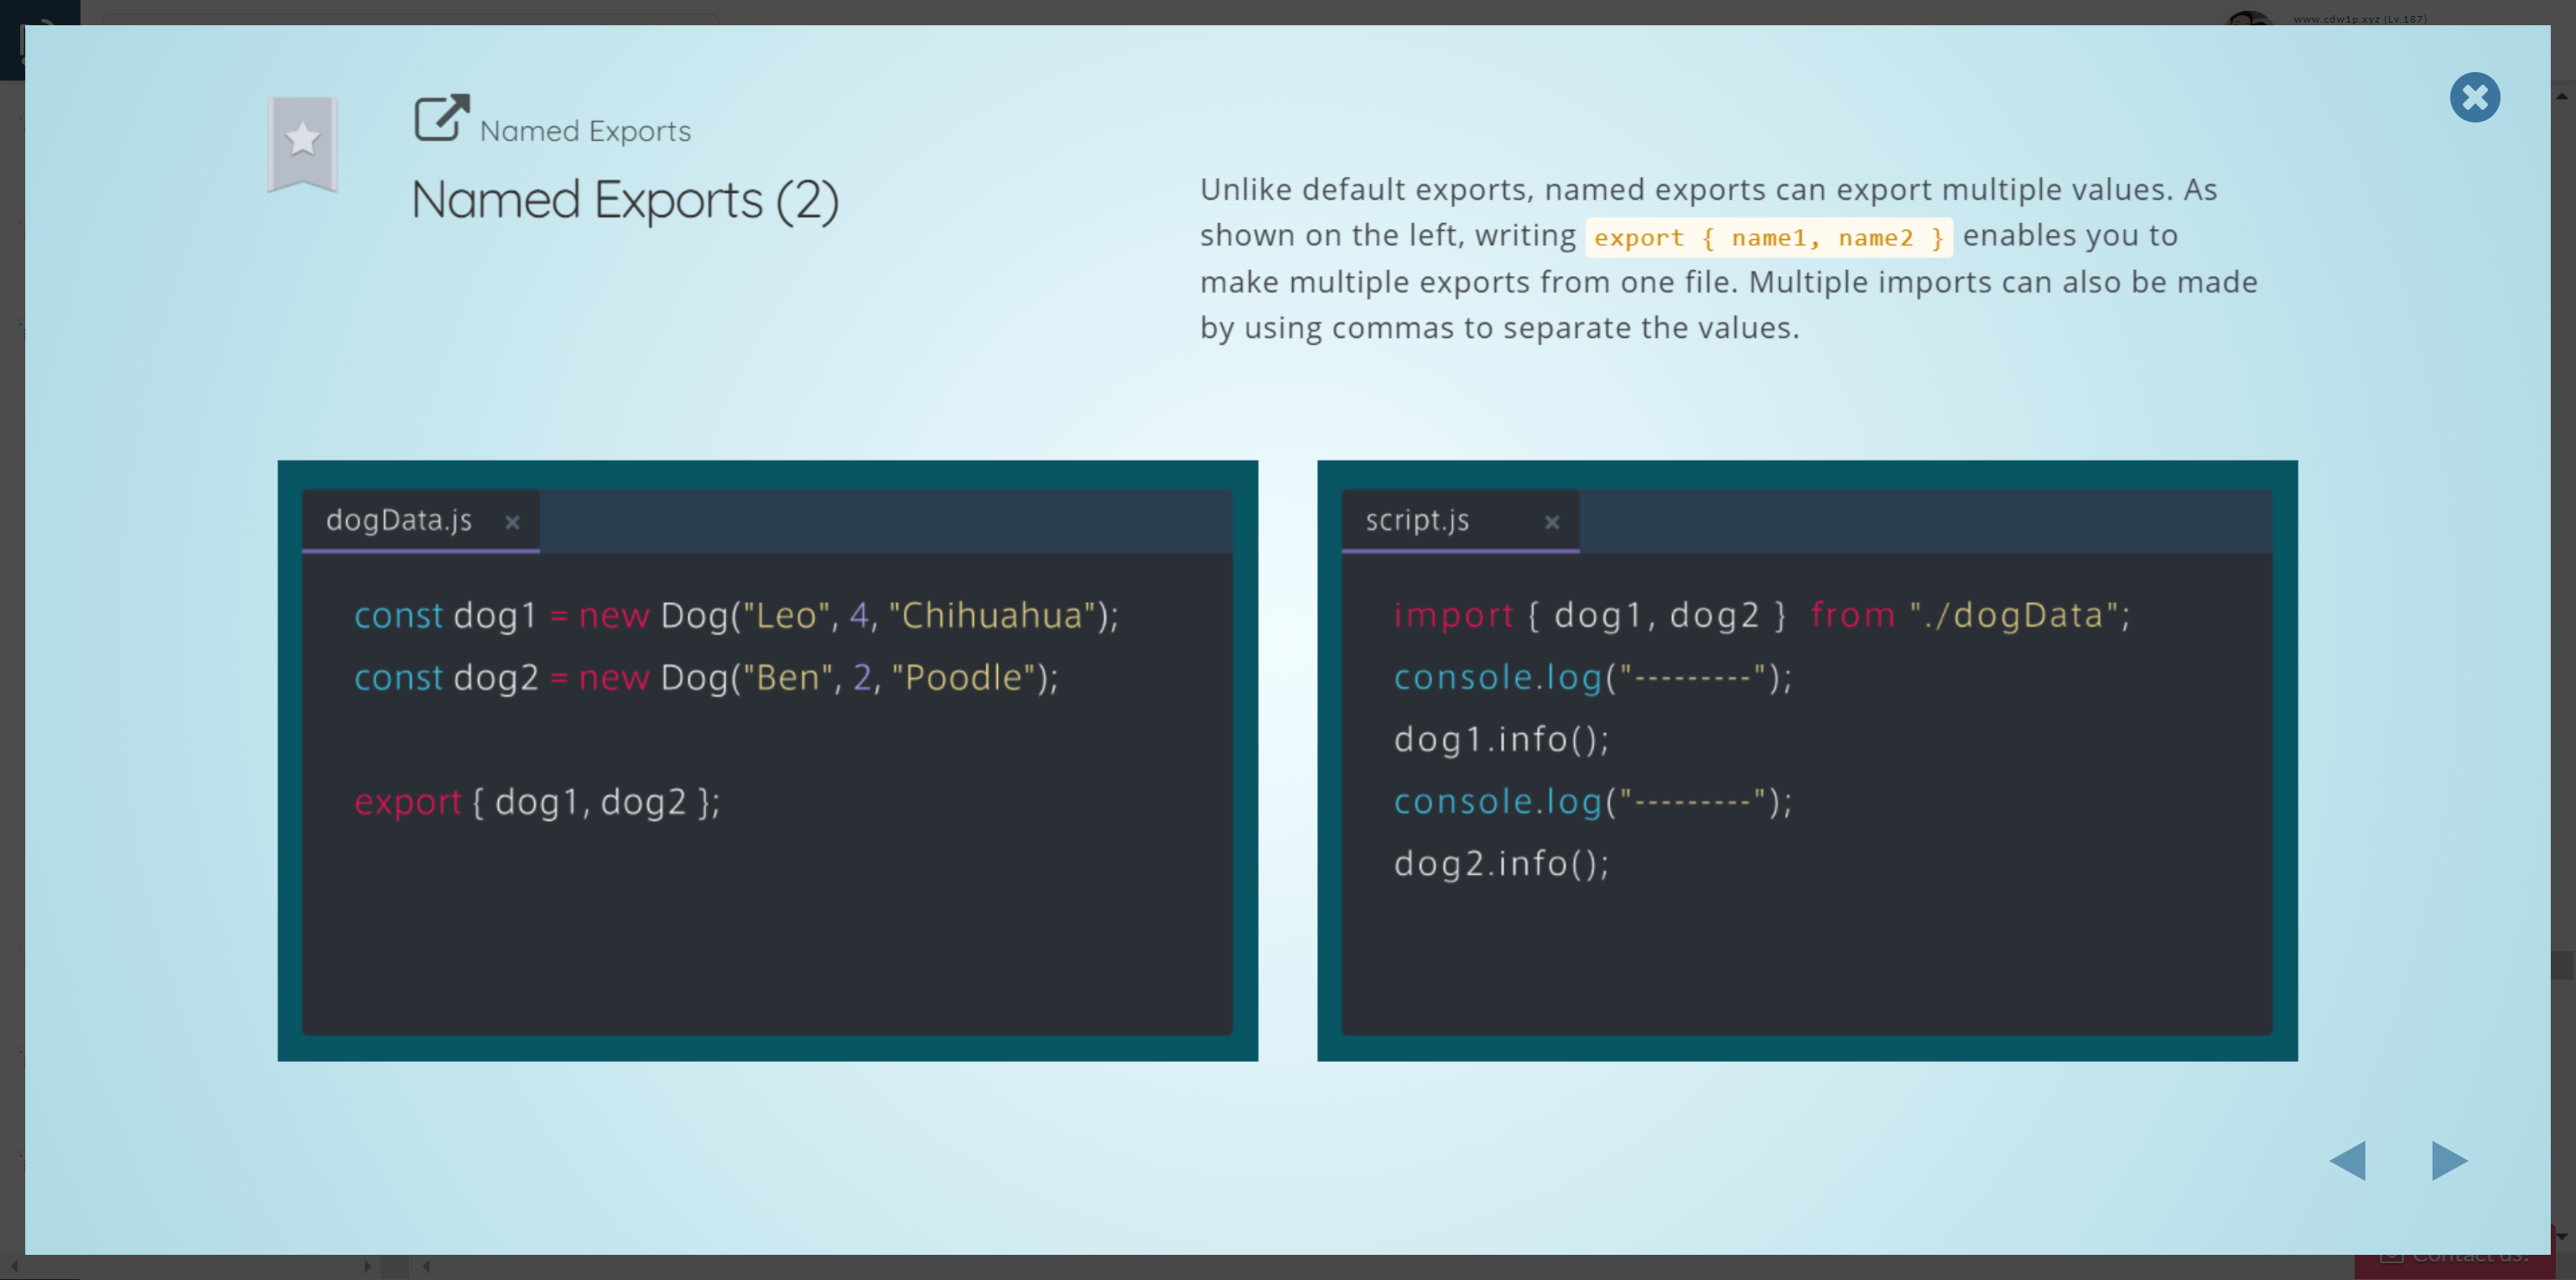 www.cdw1p.xyz (Lv.187)
Named Exports
Named Exports (2)
Unlike default exports, named exports can export multiple values. As
shown on the left, writing export { name1, name2 } enables you to
make multiple exports from one file. Multiple imports can also be made
by using commas to separate the values.
dogData.js
const dog1 = new Dog("Leo", 4, "Chihuahua");
const dog2 = new Dog("Ben", 2, "Poodle");
export { dog1, dog2 };
script.js
import { dog1, dog2 } from "./dogData";
console.log("---------");
dog1.info();
console.log("---------");
dog2.info();
Contact us!